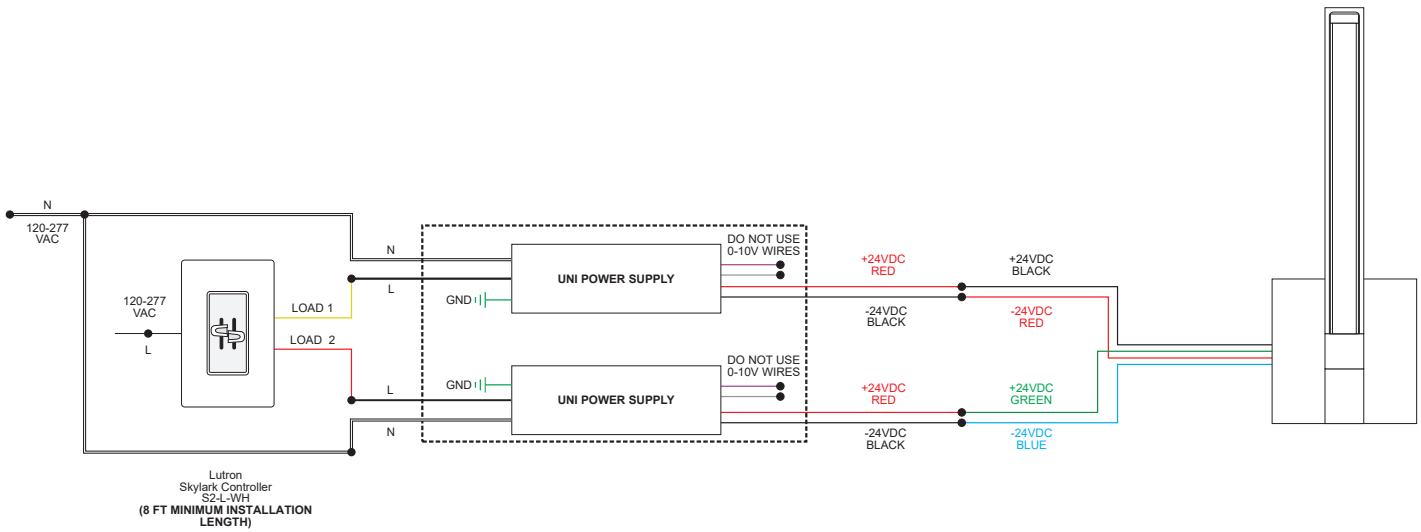 N
120-277
VAC
120-277
VAC
L
LOAD 1
LOAD 2
Lutron
Skylark Controller
S2-L-WH
(8 FT MINIMUM INSTALLATION
LENGTH)
N
L
GND
UNI POWER SUPPLY
DO NOT USE
0-10V WIRES
+24VDC
RED
-24VDC
BLACK
+24VDC
BLACK
-24VDC
RED
L
N
GND
UNI POWER SUPPLY
DO NOT USE
0-10V WIRES
+24VDC
RED
-24VDC
BLACK
+24VDC
GREEN
-24VDC
BLUE